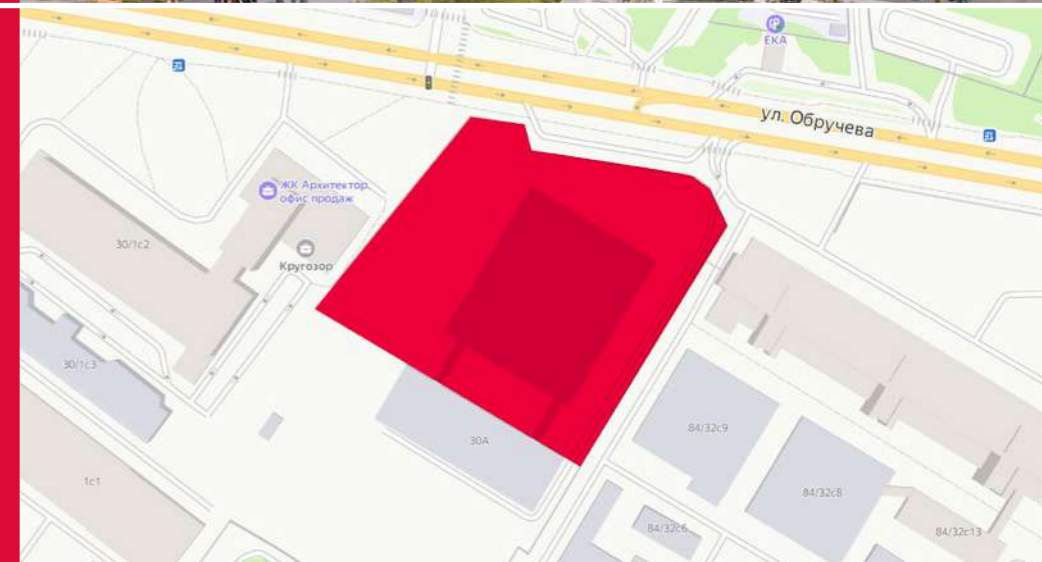 EKA
ул. Обручева
ЖК Архитектор,
офис продаж
30/1с2
Кругозор
30/1с3
30А
84/32с9
1с1
84/32с8
84/32с6
84/32с13